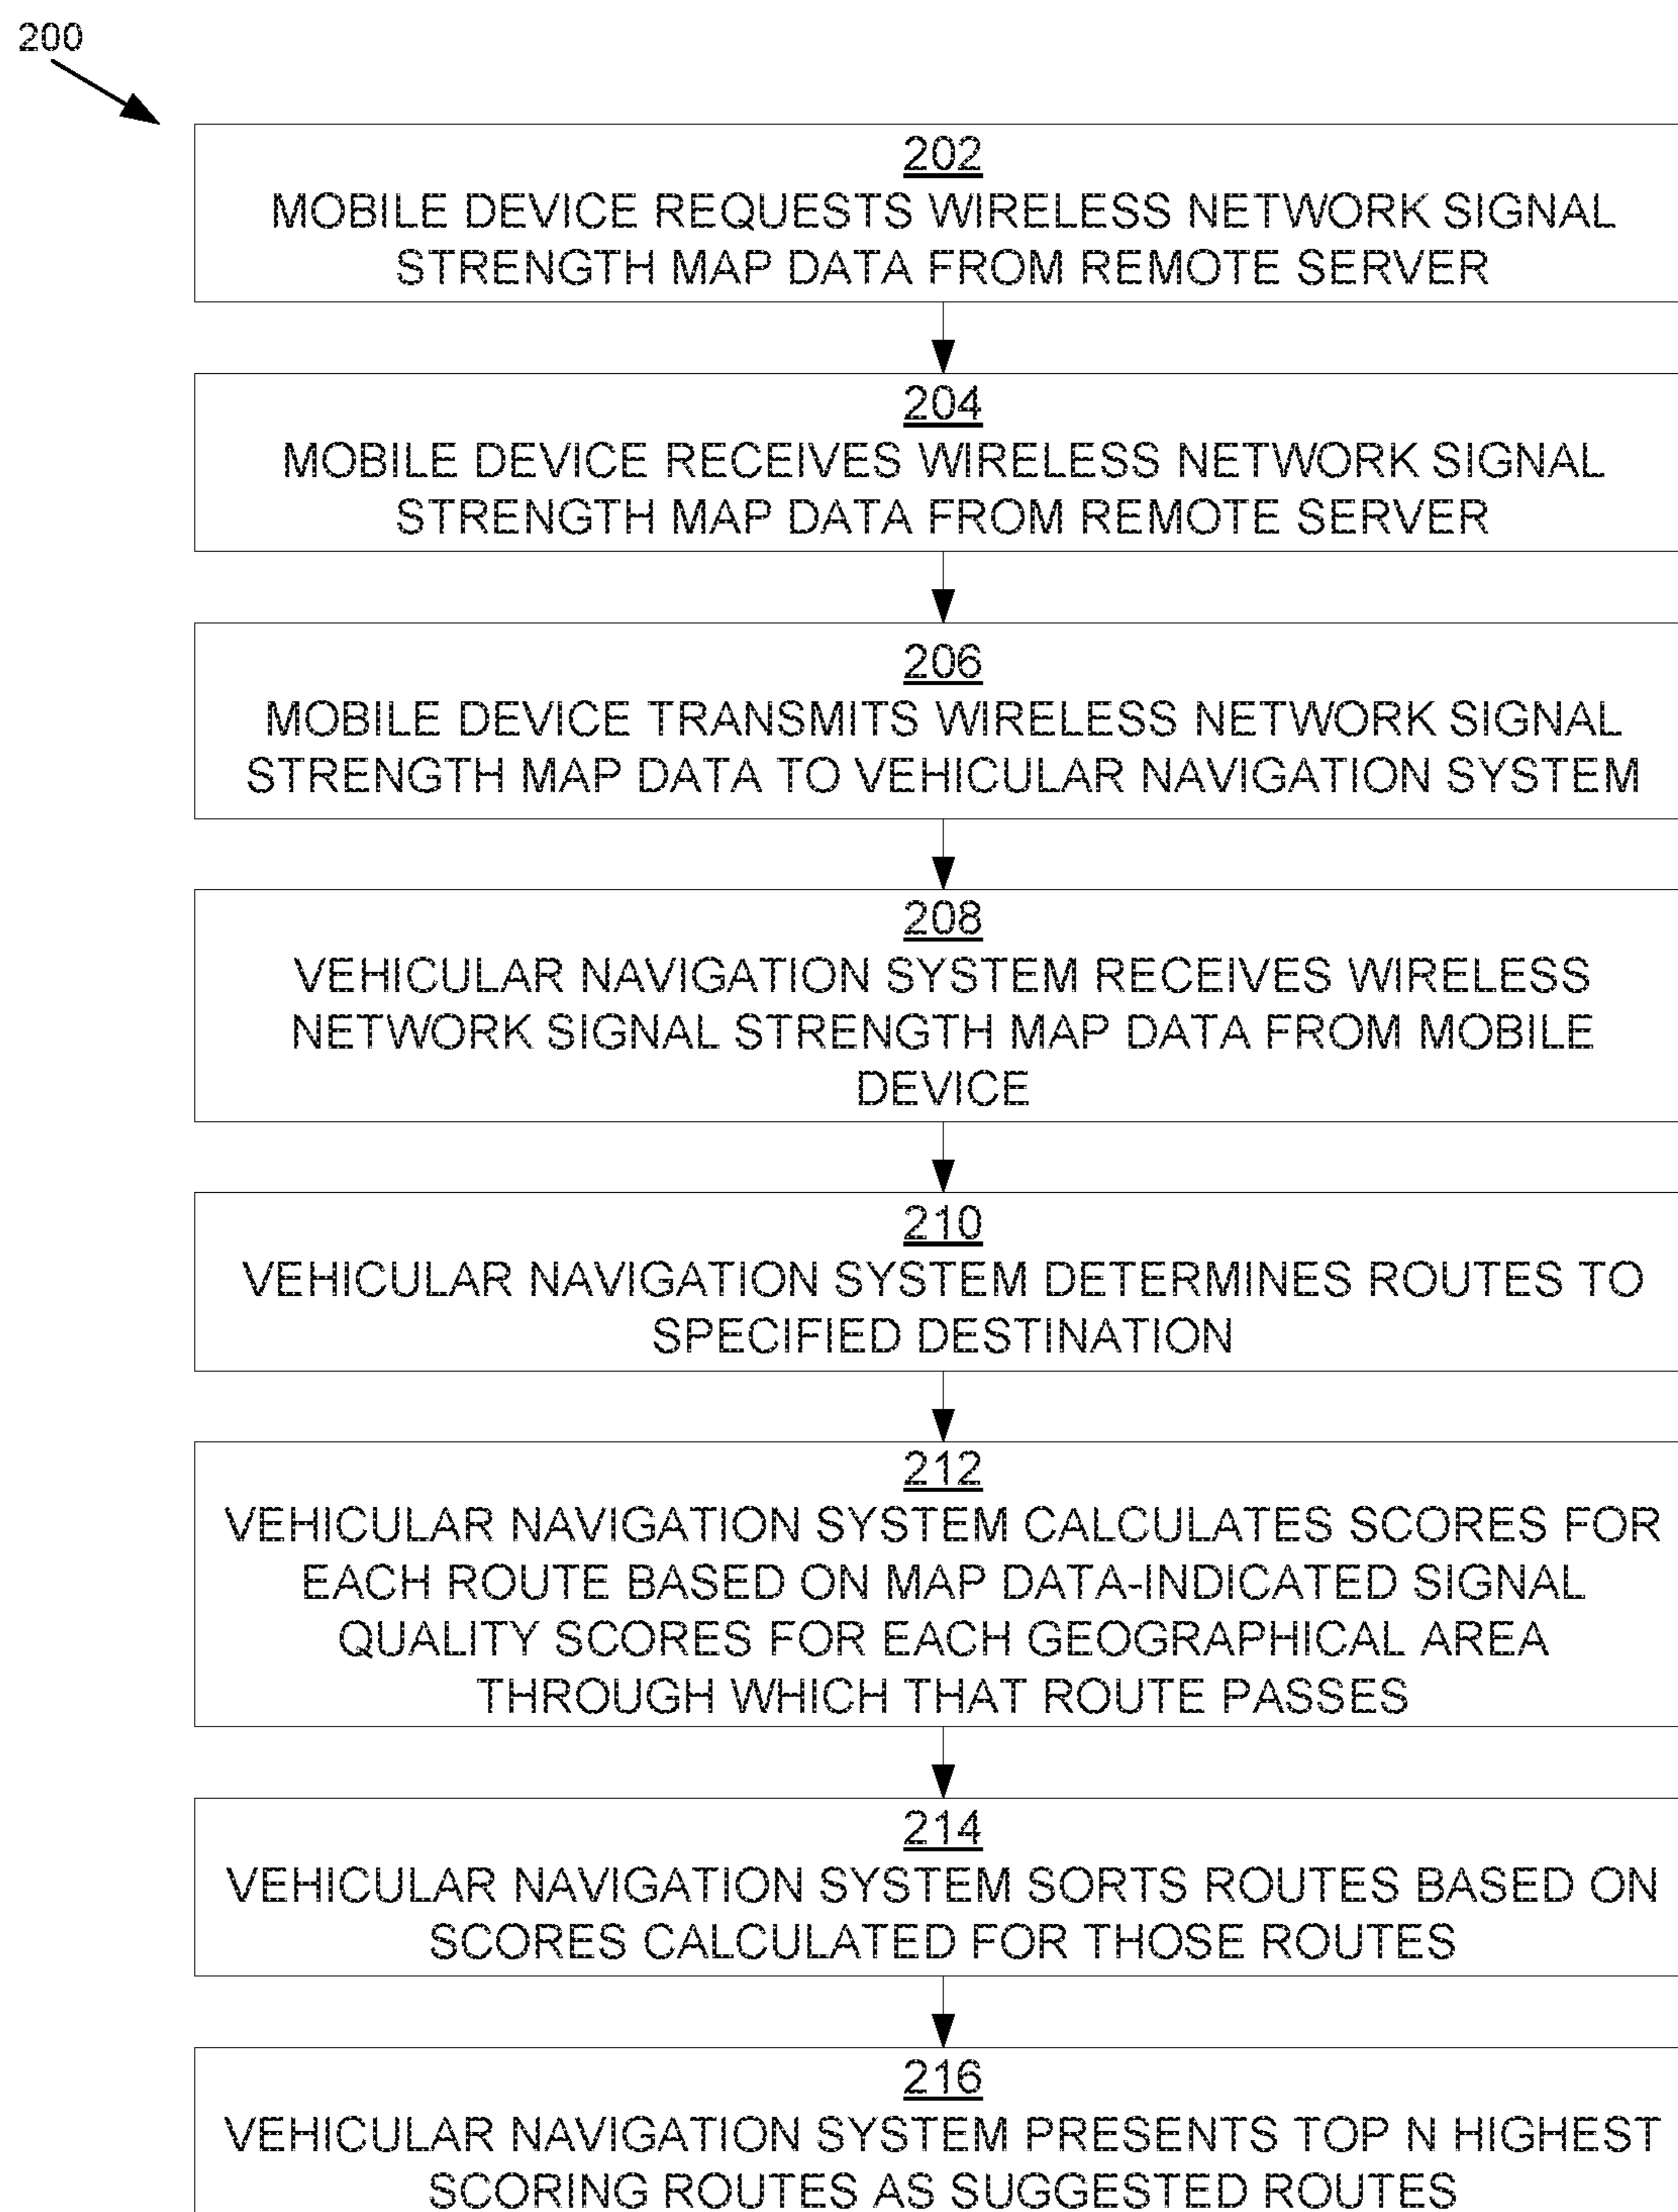 200
202
MOBILE DEVICE REQUESTS WIRELESS NETWORK SIGNAL
STRENGTH MAP DATA FROM REMOTE SERVER
204
MOBILE DEVICE RECEIVES WIRELESS NETWORK SIGNAL
STRENGTH MAP DATA FROM REMOTE SERVER
206
MOBILE DEVICE TRANSMITS WIRELESS NETWORK SIGNAL
STRENGTH MAP DATA TO VEHICULAR NAVIGATION SYSTEM
208
VEHICULAR NAVIGATION SYSTEM RECEIVES WIRELESS
NETWORK SIGNAL STRENGTH MAP DATA FROM MOBILE
DEVICE
210
VEHICULAR NAVIGATION SYSTEM DETERMINES ROUTES TO
SPECIFIED DESTINATION
212
VEHICULAR NAVIGATION SYSTEM CALCULATES SCORES FOR
EACH ROUTE BASED ON MAP DATA-INDICATED SIGNAL
QUALITY SCORES FOR EACH GEOGRAPHICAL AREA
THROUGH WHICH THAT ROUTE PASSES
214
VEHICULAR NAVIGATION SYSTEM SORTS ROUTES BASED ON
SCORES CALCULATED FOR THOSE ROUTES
216
VEHICULAR NAVIGATION SYSTEM PRESENTS TOP N HIGHEST
SCORING ROUTES AS SUGGESTED ROUTES